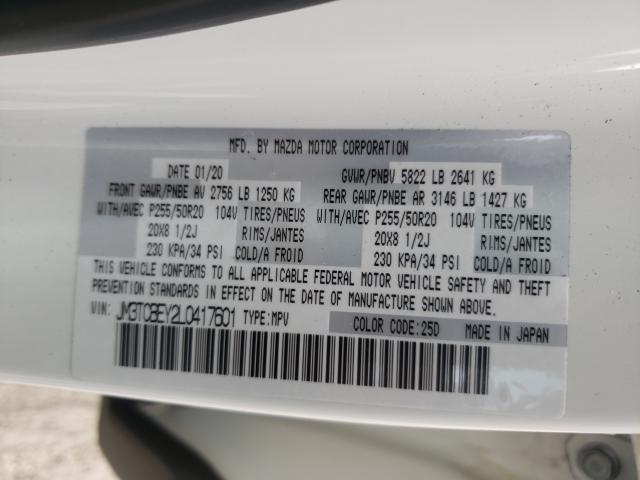 MFD. BY MAZDA MOTOR CORPORATION
DATE 01/20 GVWR/PNBV 5822 LB 2641 KG
FRONT GAWR/PNBE AV 2756 LB 1250 KG REAR GAWR/PNBE AR 3146 LB 1427 KG
WITH/AVEC P255/50R20 104V TIRES/PNEUS WITH/AVEC P255/50R20 104V TIRES/PNEUS
20X8 1/2J RIMS/JANTES 20X8 1/2J RIMS/JANTES
230 KPA/34 PSI COLD/A FROID 230 KPA/34 PSI COLD/A FROID
THIS VEHICLE CONFORMS TO ALL APPLICABLE FEDERAL MOTOR VEHICLE SAFETY AND THEFT
PREVENTION STANDARDS IN EFFECT ON THE DATE OF MANUFACTURE SHOWN ABOVE.
VIN: JM3TCBEY2L0417601 TYPE:MPV COLOR CODE:25D MADE IN JAPAN